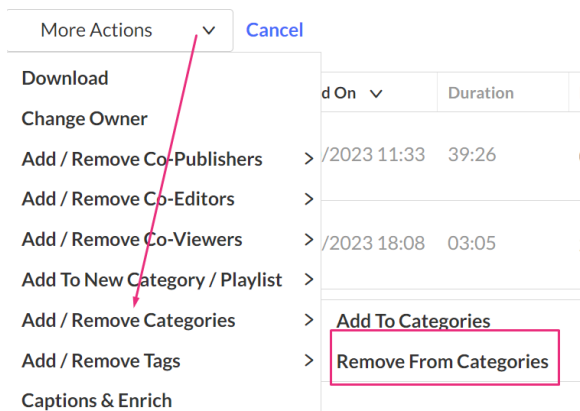 More Actions Cancel
Download
d On Duration
Change Owner
Add / Remove Co-Publishers /2023 11:33 39:26
Add / Remove Co-Editors
Add / Remove Co-Viewers /2023 18:08 03:05
Add To New Category / Playlist
Add / Remove Categories Add To Categories
Add / Remove Tags Remove From Categories
Captions & Enrich